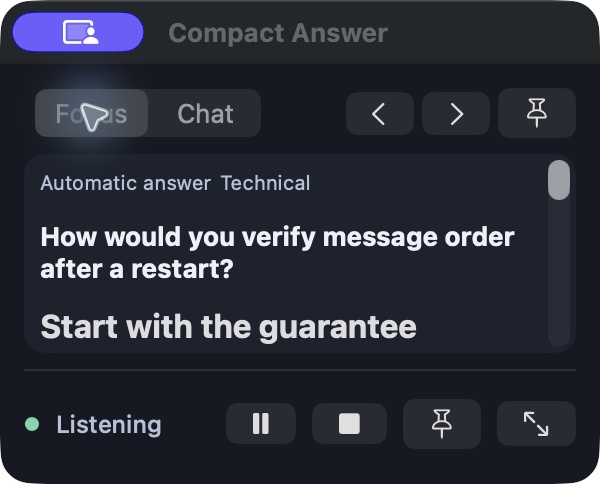 Compact Answer
Focus Chat
Automatic answer Technical
How would you verify message order
after a restart?
Start with the guarantee
Listening